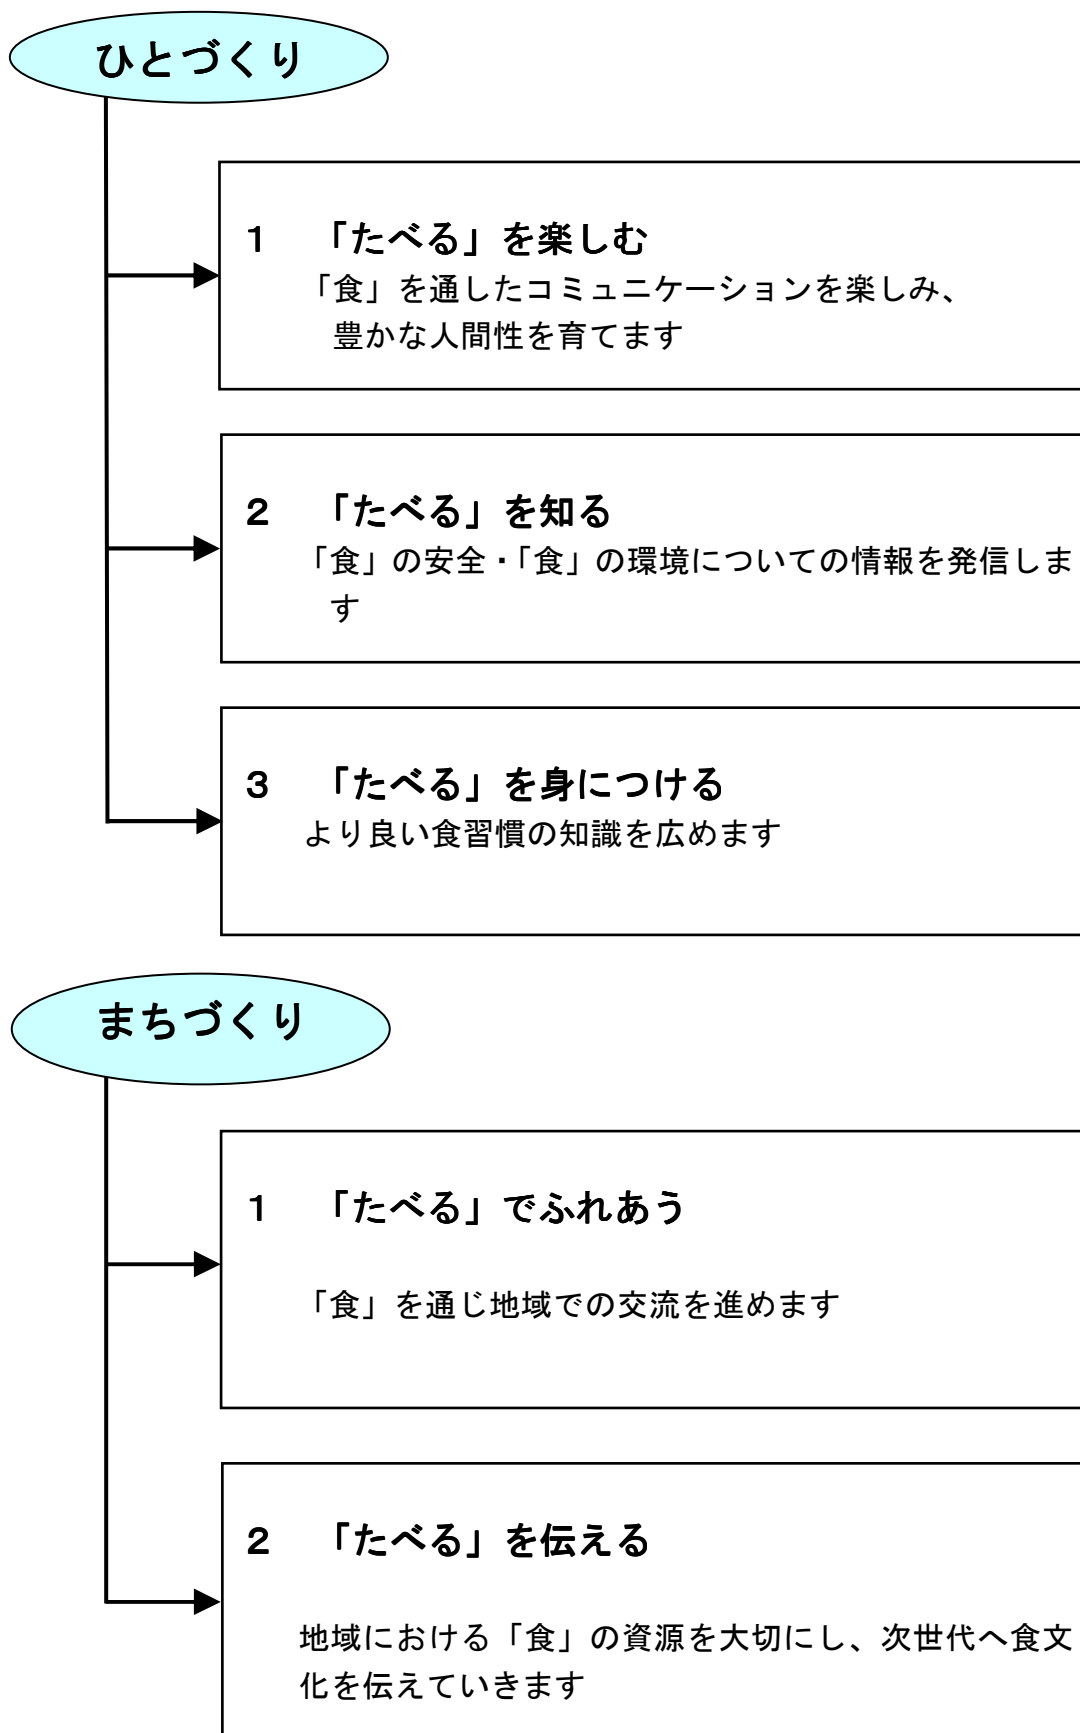 ひとづくり
１　「たべる」を楽しむ
「食」を通したコミュニケーションを楽しみ、
豊かな人間性を育てます
２　「たべる」を知る
「食」の安全・「食」の環境についての情報を発信しま
す
３　「たべる」を身につける
より良い食習慣の知識を広めます
まちづくり
１　「たべる」でふれあう
「食」を通じ地域での交流を進めます
２　「たべる」を伝える
地域における「食」の資源を大切にし、次世代へ食文
化を伝えていきます